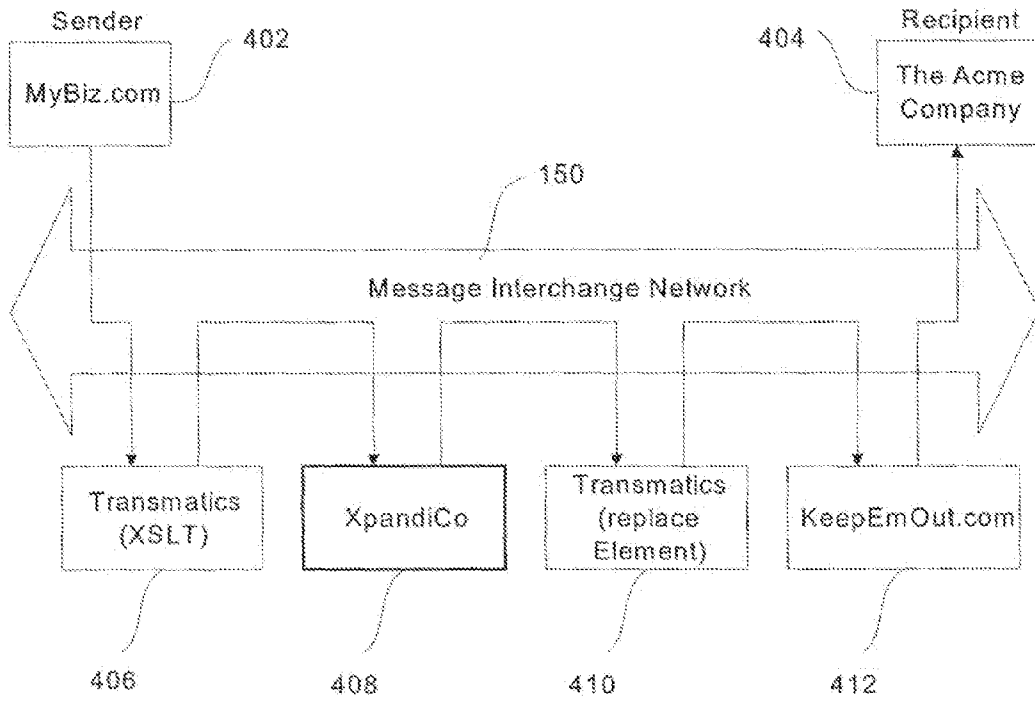 Sender
Recipient
402
404
MyBiz.com
The Acme
Company
150
Message Interchange Network
Transmatics
(XSLT)
XpandiCo
Transmatics
(replace
Element)
KeepEmOut.com
406
408
410
412